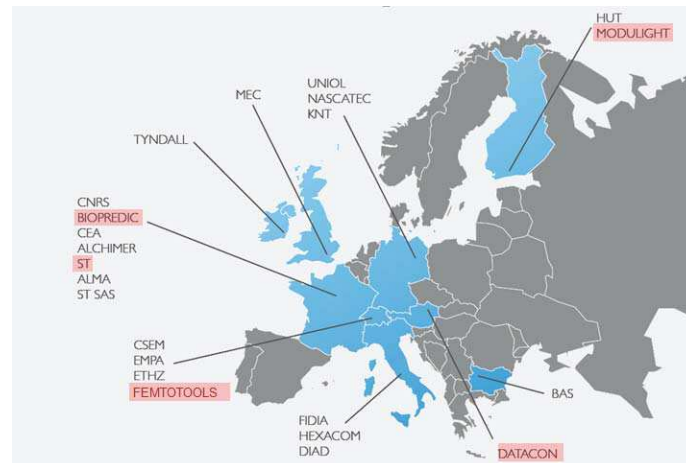 HUT
MODULIGHT
UNIOL
NASCATEC
KNT
MEC
TYNDALL
CNRS
BIOPREDIC
CEA
ALCHIMER
ST
ALMA
ST SAS
CSEM
EMPA
ETHZ
FEMTOTOOLS
BAS
FIDIA
HEXACOM
DIAD
DATACON